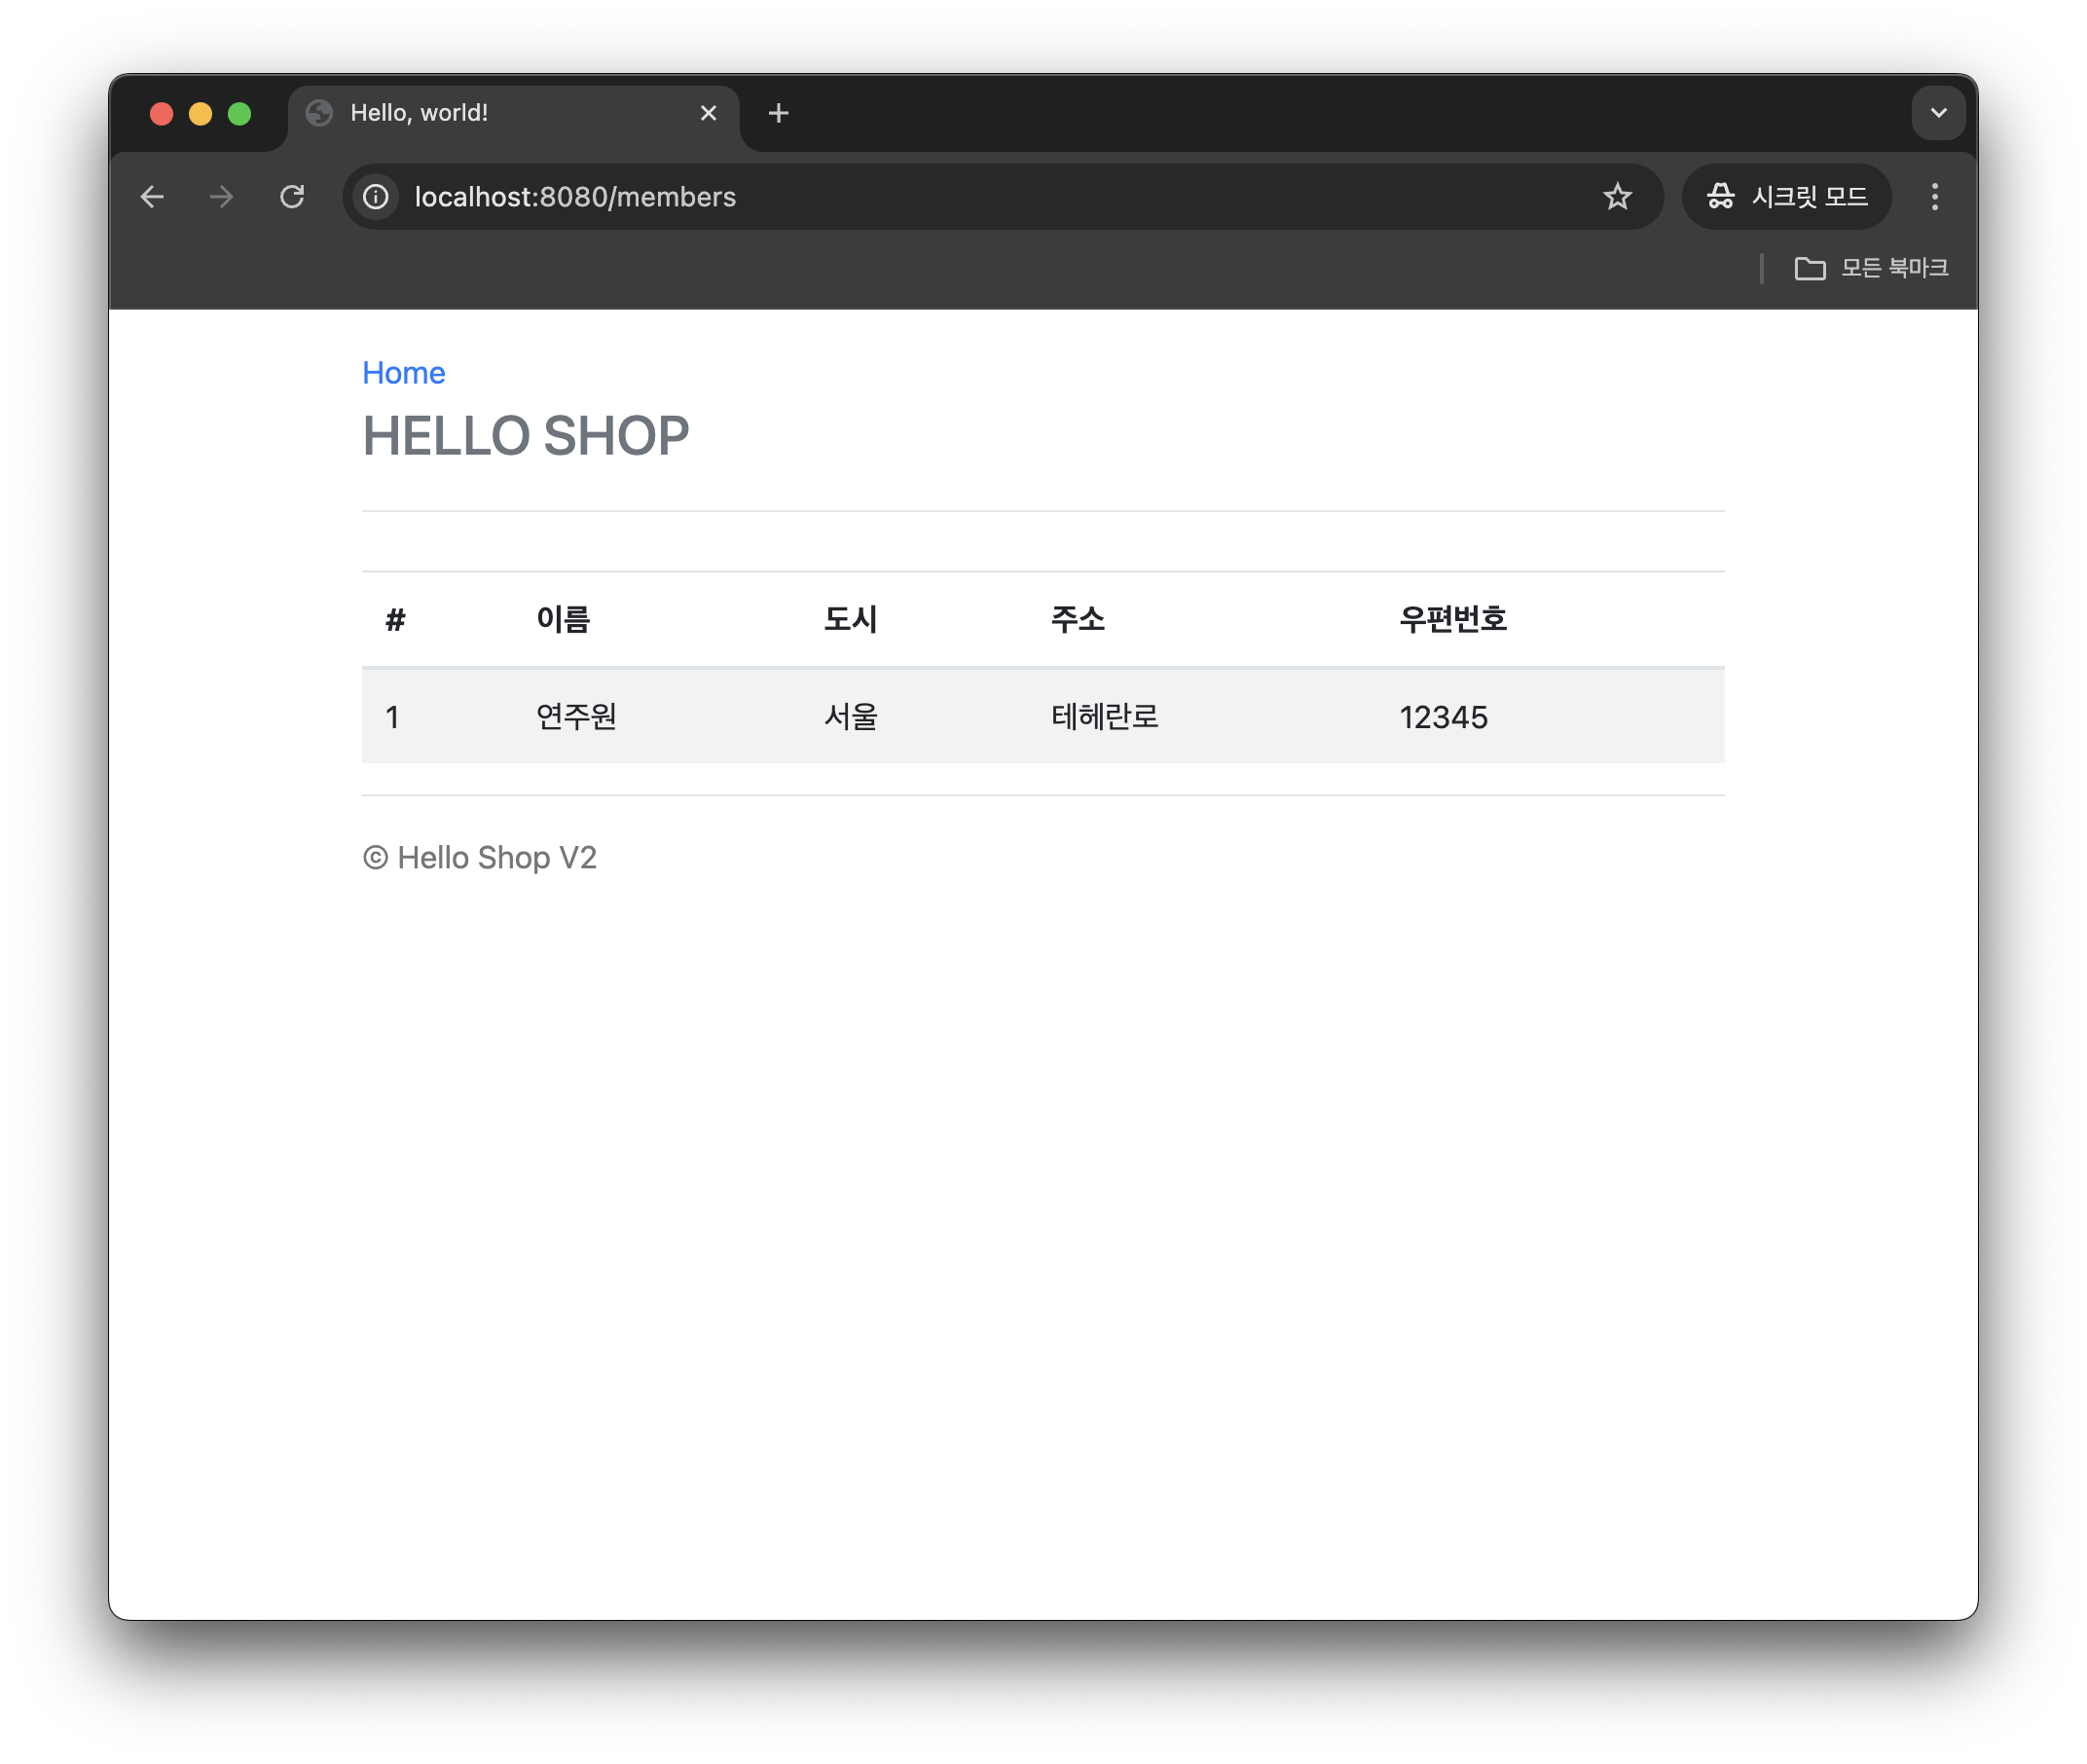 Hello, world!
localhost:8080/members
시크릿 모드
모든 북마크
Home
HELLO SHOP
# 이름 도시 주소 우편번호
1 연주원 서울 테헤란로 12345
© Hello Shop V2